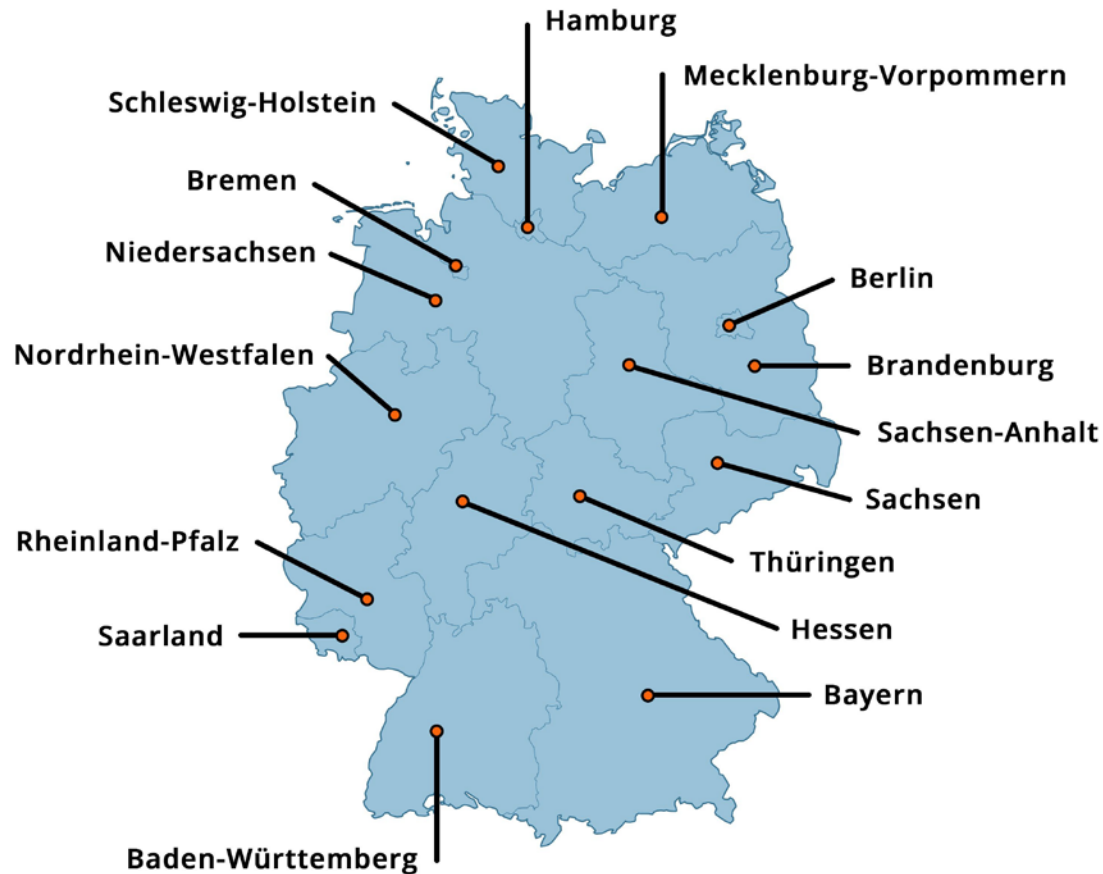 Hamburg
Mecklenburg-Vorpommern
Schleswig-Holstein
Bremen
Niedersachsen
Berlin
Nordrhein-Westfalen
Brandenburg
Sachsen-Anhalt
Sachsen
Rheinland-Pfalz
Thüringen
Saarland
Hessen
Bayern
Baden-Württemberg